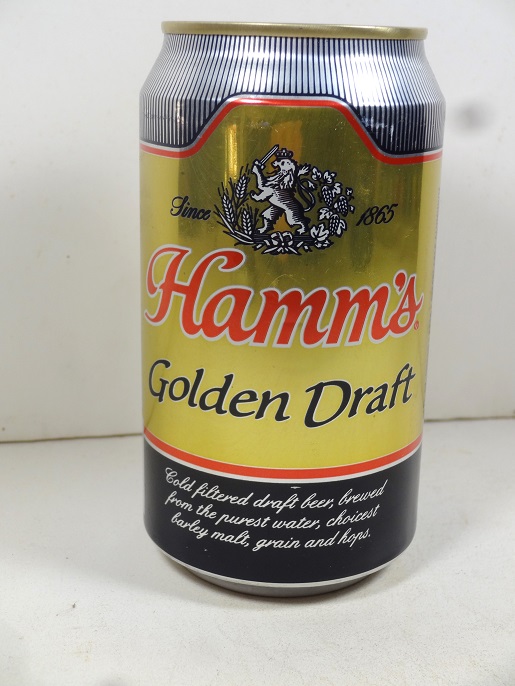 Since 1865
Hamm's
Golden Draft
Cold filtered draft beer, brewed
from the purest water, choicest
barley malt, grain and hops.